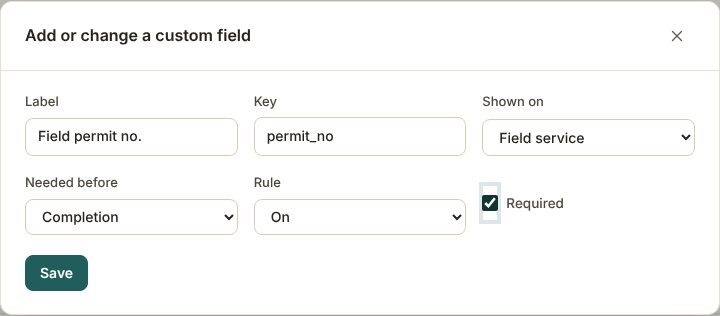 Add or change a custom field
Label
Key
Shown on
Field permit no.
permit_no
Field service
Needed before
Rule
Completion
On
Required
Save